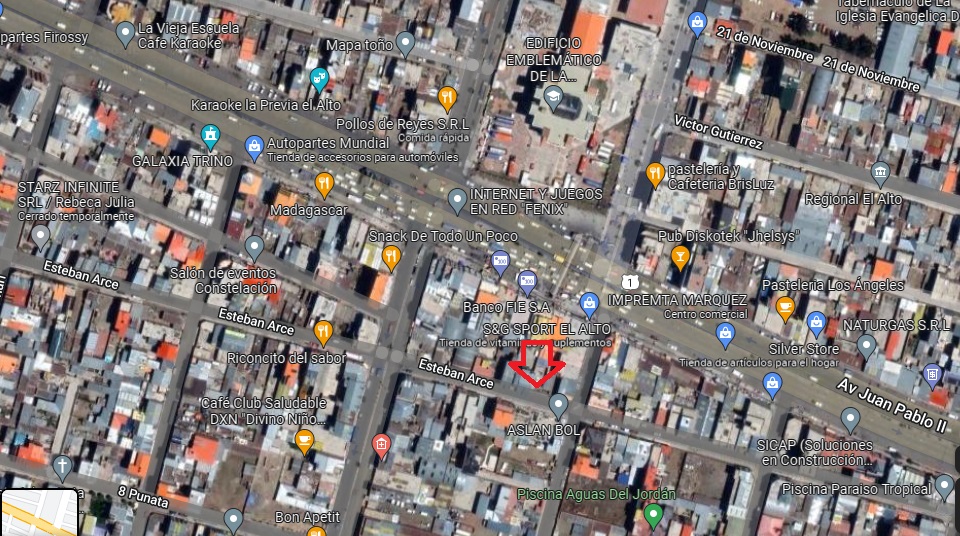 partes Firossy
La Vieja Escuela
Cafe Karaoke
Mapa toño
EDIFICIO
EMBLEMÁTICO
DE LA...
Tabernáculo de La
Iglesia Evangelica D
21 de Noviembre
21 de Noviembre
Karaoke la Previa el Alto
Pollos de Reyes S.R.L
Comida rápida
Victor Gutierrez
GALAXIA TRINO
Autopartes Mundial
Tienda de accesorios para automóviles
pastelería y
Cafeteria BrisLuz
STARZ INFINITE
SRL / Rebeca Julia
Cerrado temporalmente
Madagascar
INTERNET Y JUEGOS
EN RED "FENIX"
Regional El Alto
Snack De Todo Un Poco
Pub Diskotek "Jhelsys"
Salón de eventos
Constelación
Esteban Arce
1
Pastelería Los Ángeles
Banco FIE S.A
IMPREMTA MARQUEZ
Centro comercial
Esteban Arce
S&G SPORT EL ALTO
Tienda de vitaminas y suplementos
NATURGAS S.R.L
Riconcito del sabor
Silver Store
Tienda de artículos para el hogar
Esteban Arce
Av Juan Pablo II
Café Club Saludable
DXN "Divino Niño...
ASLAN BOL
SICAP (Soluciones
en Construcción...
8 Punata
Piscina Aguas Del Jordán
Piscina Paraiso Tropical
Bon Apetit